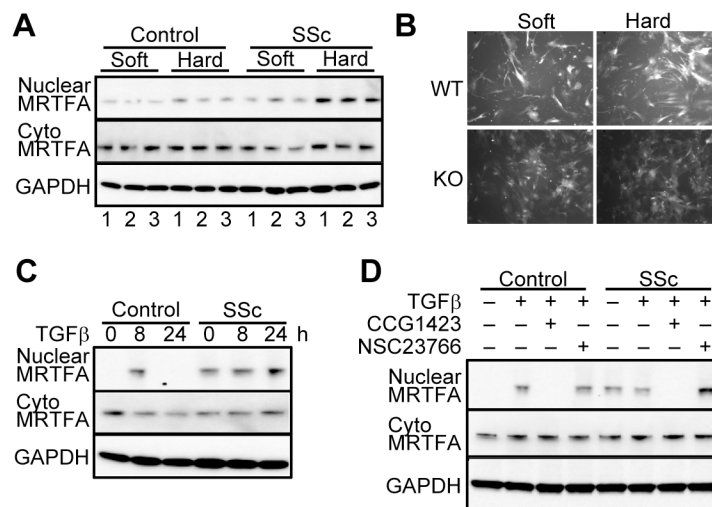 A
Control SSc
Soft Hard Soft Hard
Nuclear
MRTFA
Cyto
MRTFA
GAPDH
1 2 3 1 2 3 1 2 3 1 2 3
B
Soft Hard
WT
KO
C
Control SSc
TGFβ 0 8 24 0 8 24 h
Nuclear
MRTFA
Cyto
MRTFA
GAPDH
D
Control SSc
TGFβ – + + + – + + +
CCG1423 – – + – – – + –
NSC23766 – – – + – – – +
Nuclear
MRTFA
Cyto
MRTFA
GAPDH